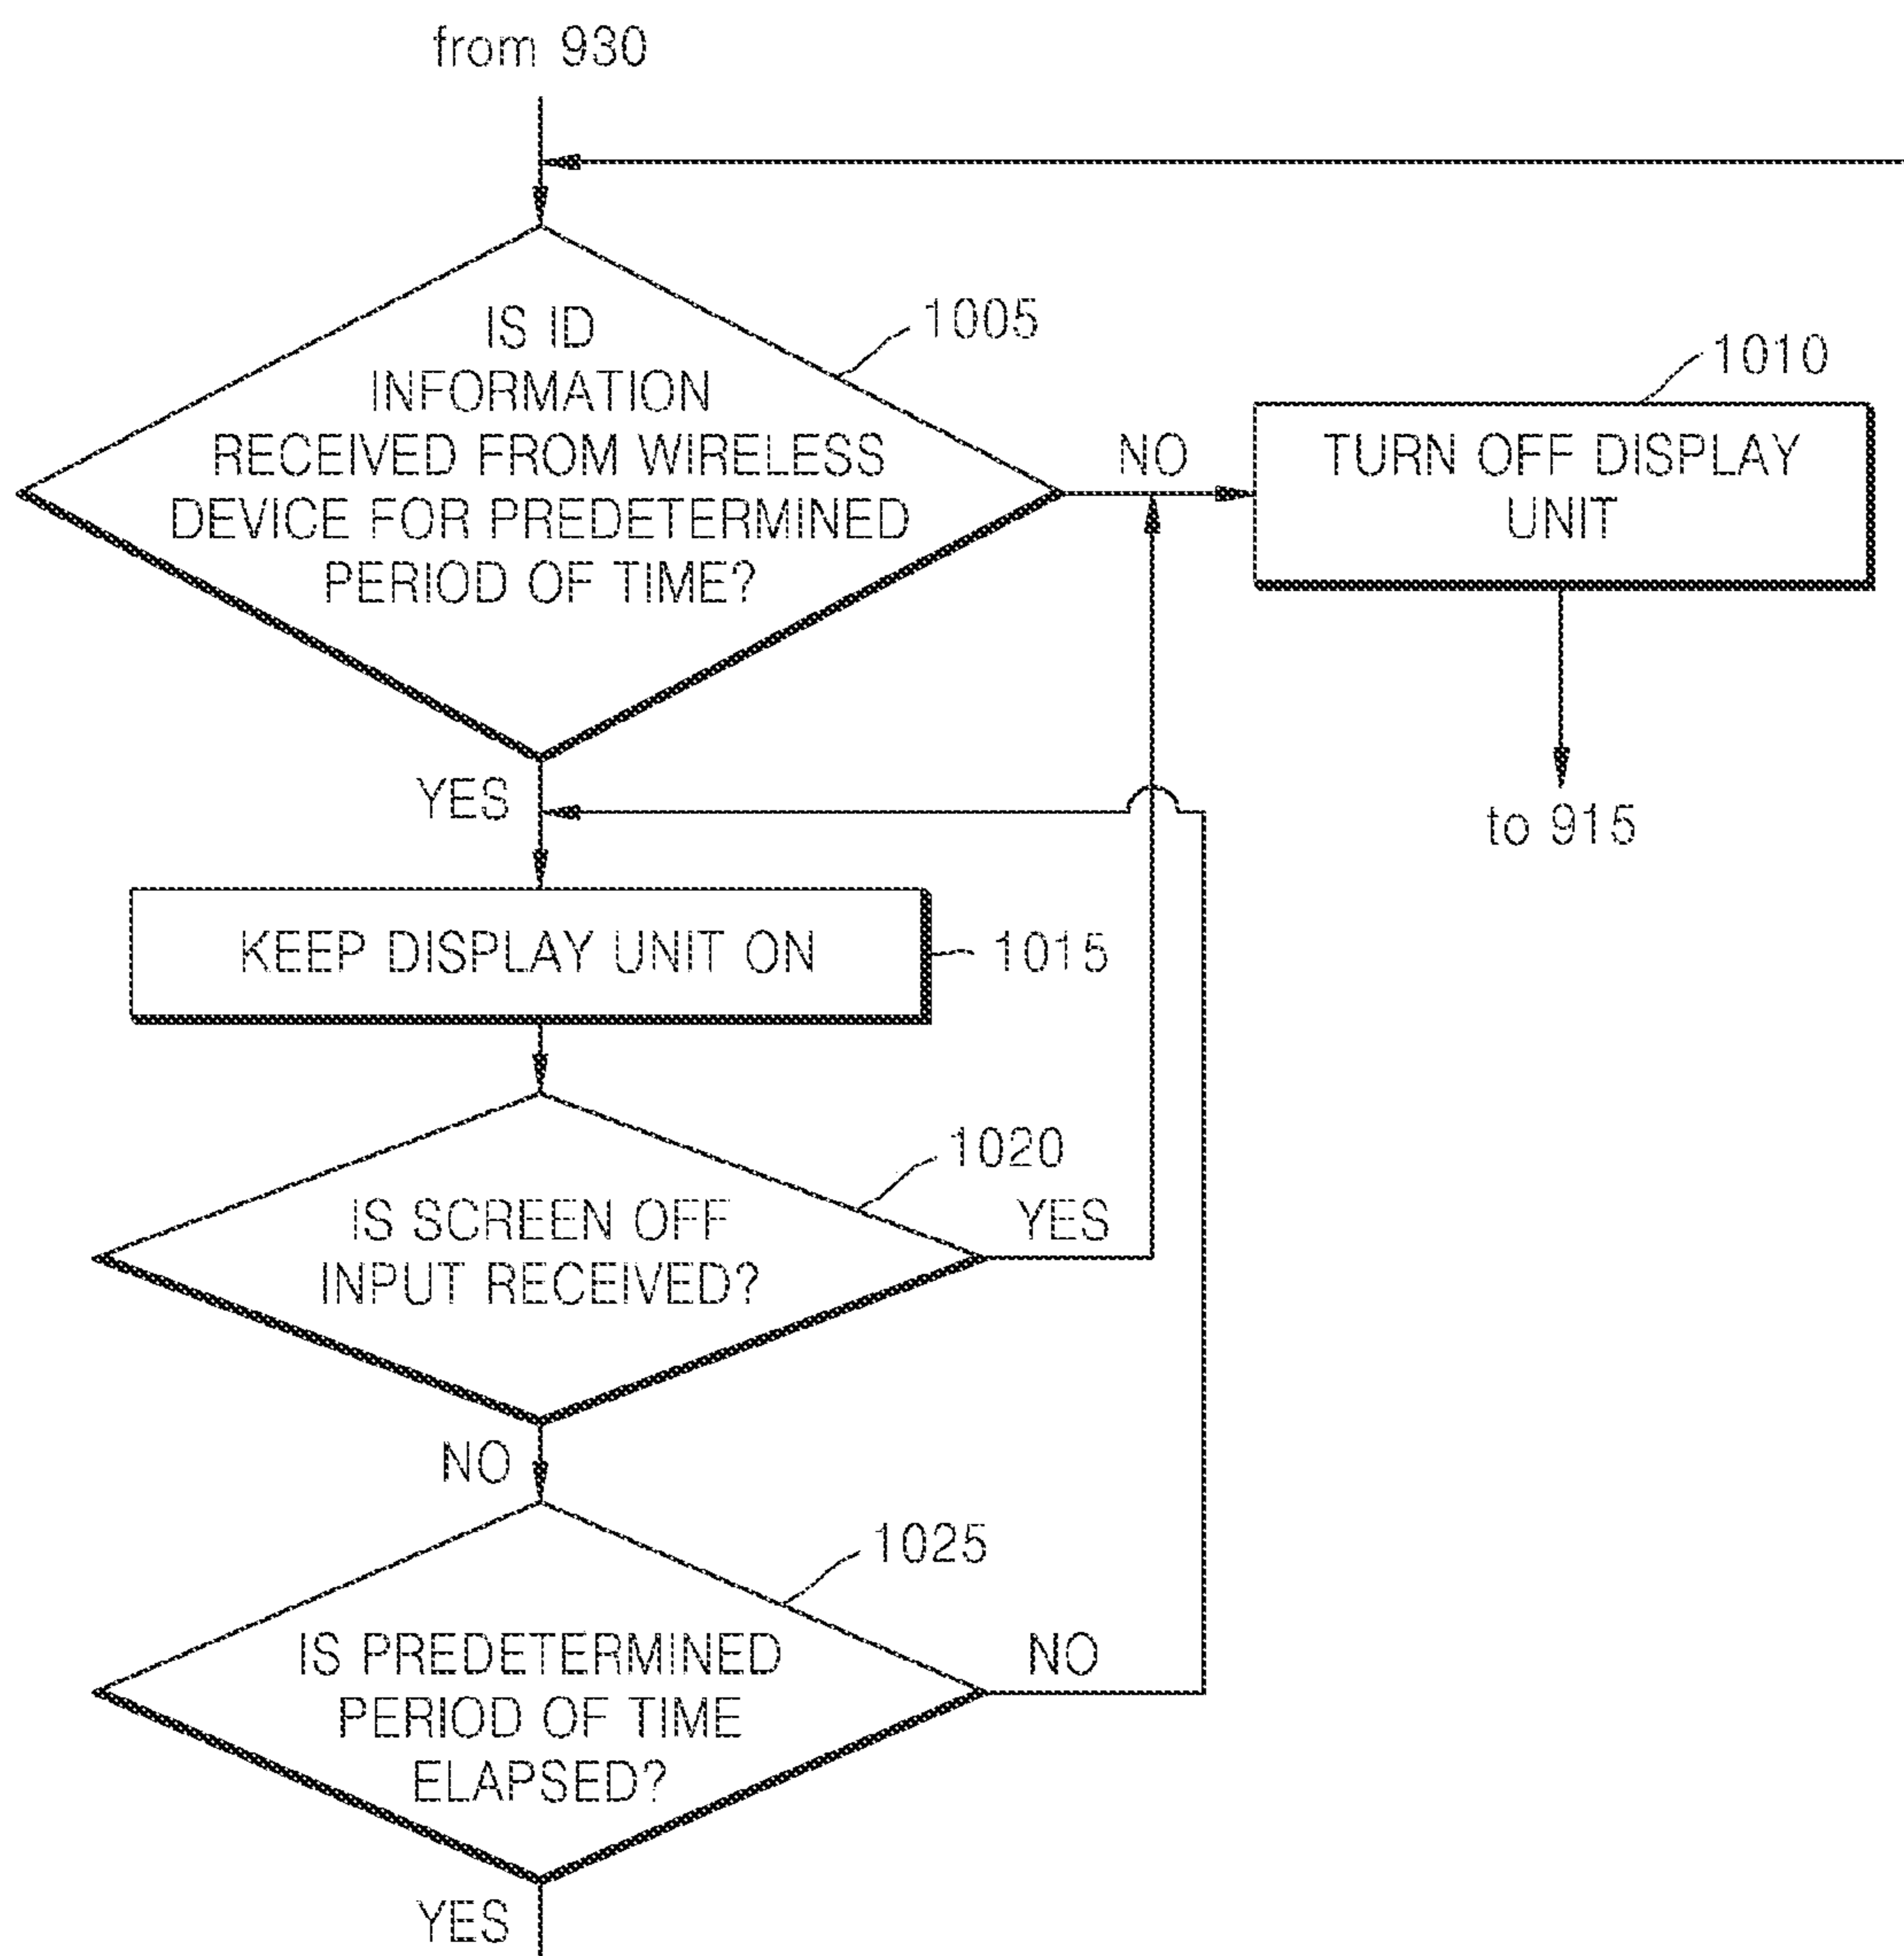 from 930
IS ID
INFORMATION
RECEIVED FROM WIRELESS
DEVICE FOR PREDETERMINED
PERIOD OF TIME?
1005
NO
1010
TURN OFF DISPLAY
UNIT
to 915
YES
KEEP DISPLAY UNIT ON
1015
1020
IS SCREEN OFF
INPUT RECEIVED?
YES
NO
1025
IS PREDETERMINED
PERIOD OF TIME
ELAPSED?
NO
YES